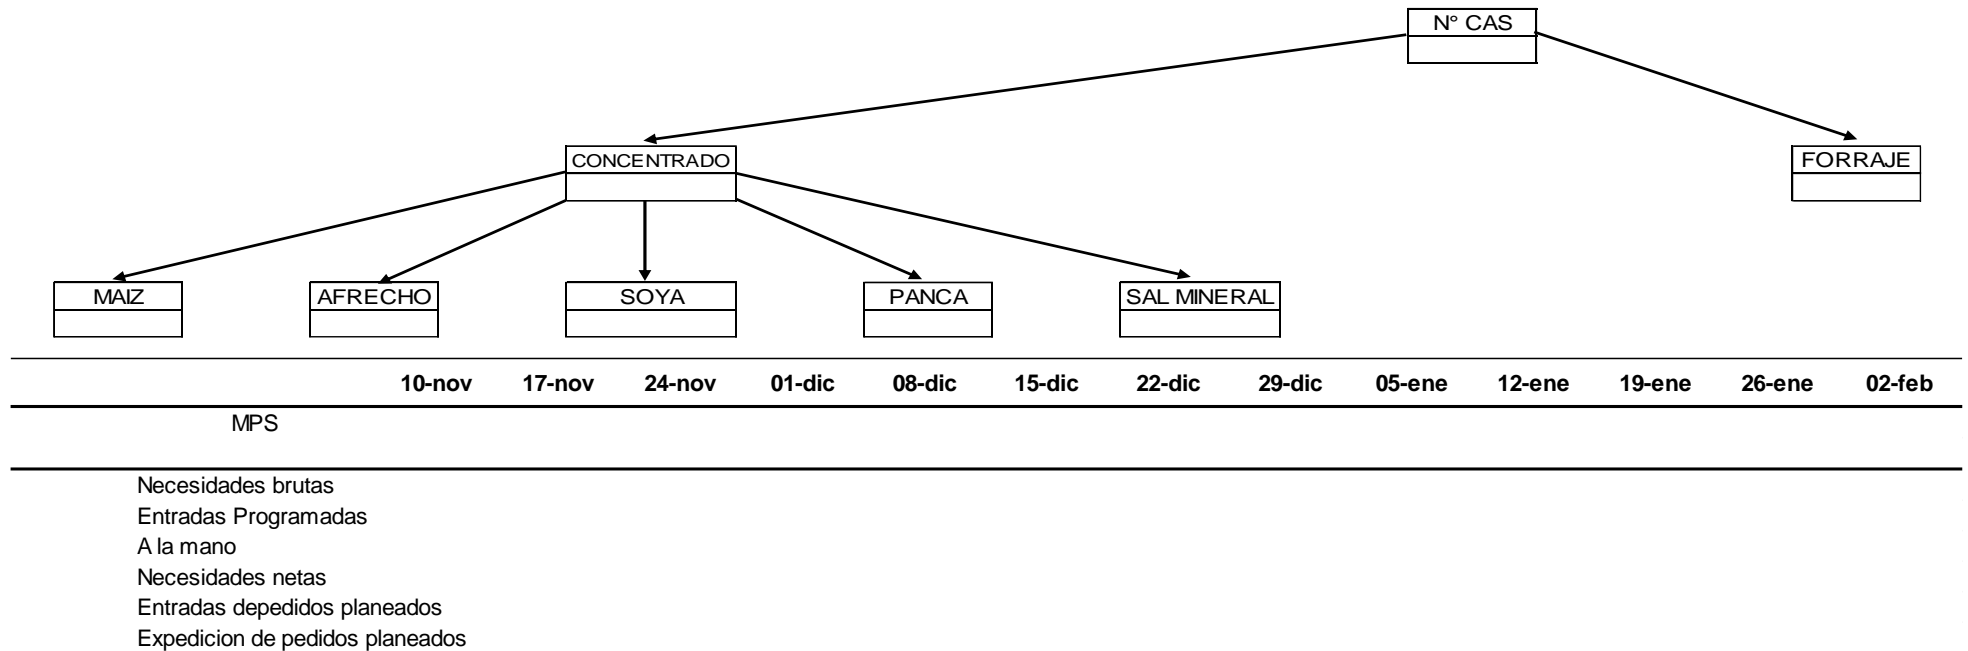 N° CAS
CONCENTRADO
FORRAJE
MAIZ AFRECHO SOYA PANCA SAL MINERAL
10-nov 17-nov 24-nov 01-dic 08-dic 15-dic 22-dic 29-dic 05-ene 12-ene 19-ene 26-ene 02-feb
MPS
Necesidades brutas
Entradas Programadas
A la mano
Necesidades netas
Entradas depedidos planeados
Expedicion de pedidos planeados